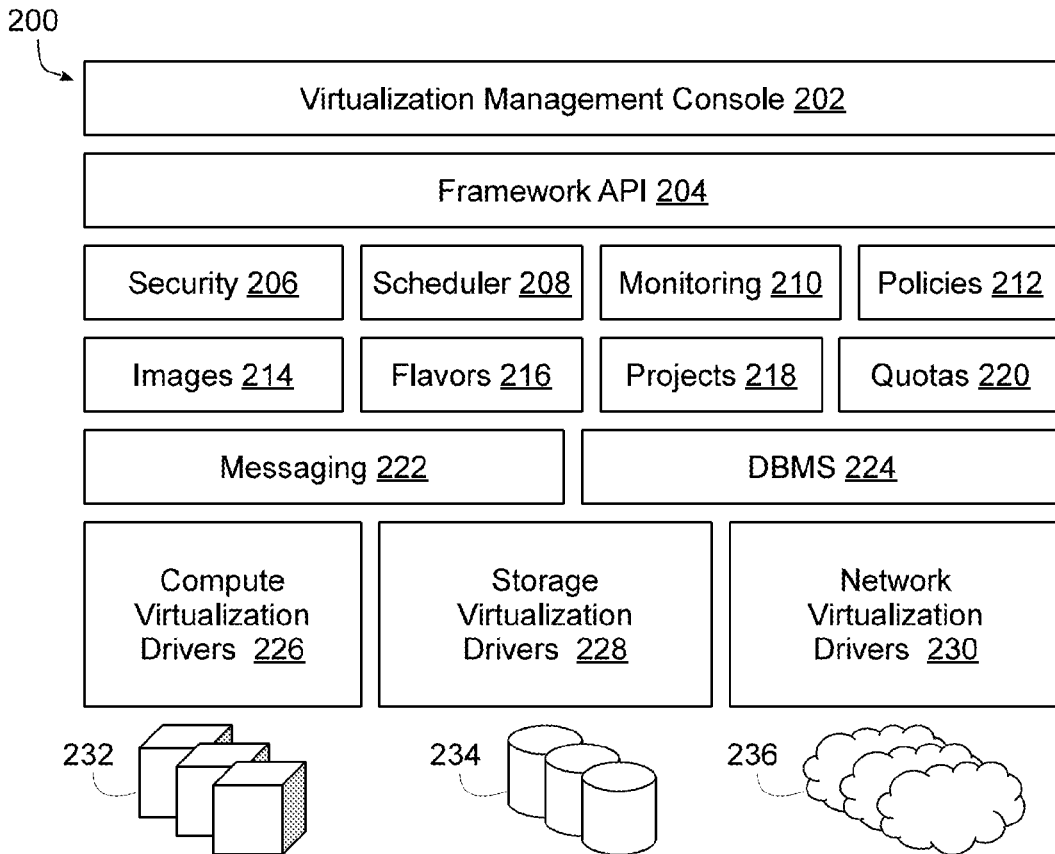 200
Virtualization Management Console 202
Framework API 204
Security 206 Scheduler 208 Monitoring 210 Policies 212
Images 214 Flavors 216 Projects 218 Quotas 220
Messaging 222 DBMS 224
Compute
Virtualization
Drivers 226
Storage
Virtualization
Drivers 228
Network
Virtualization
Drivers 230
232
234
236